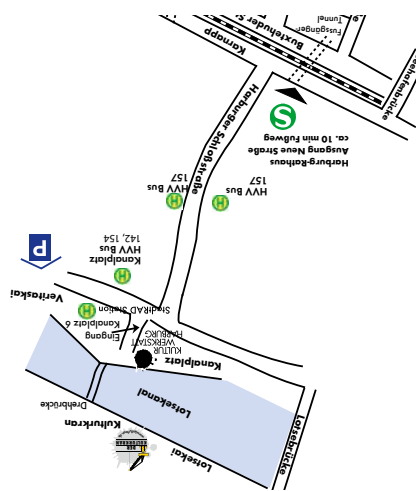 Lotsebrücke
Lotsekai
Kulturkran
Drehbrücke
Lotsekanal
Kanalplatz
KULTUR
WERKSTATT
HARBURG
Eingang
Kanalplatz 6
StadtRAD Station
H
Veritaskai
P
H
Kanalplatz
HVV Bus
142, 154
H
HVV Bus
157
H
HVV Bus
157
Harburger Schloßstraße
Harburg-Rathaus
Ausgang Neue Straße
ca. 10 min Fußweg
S
Karnapp
Buxtehuder
Fussgänger
Tunnel